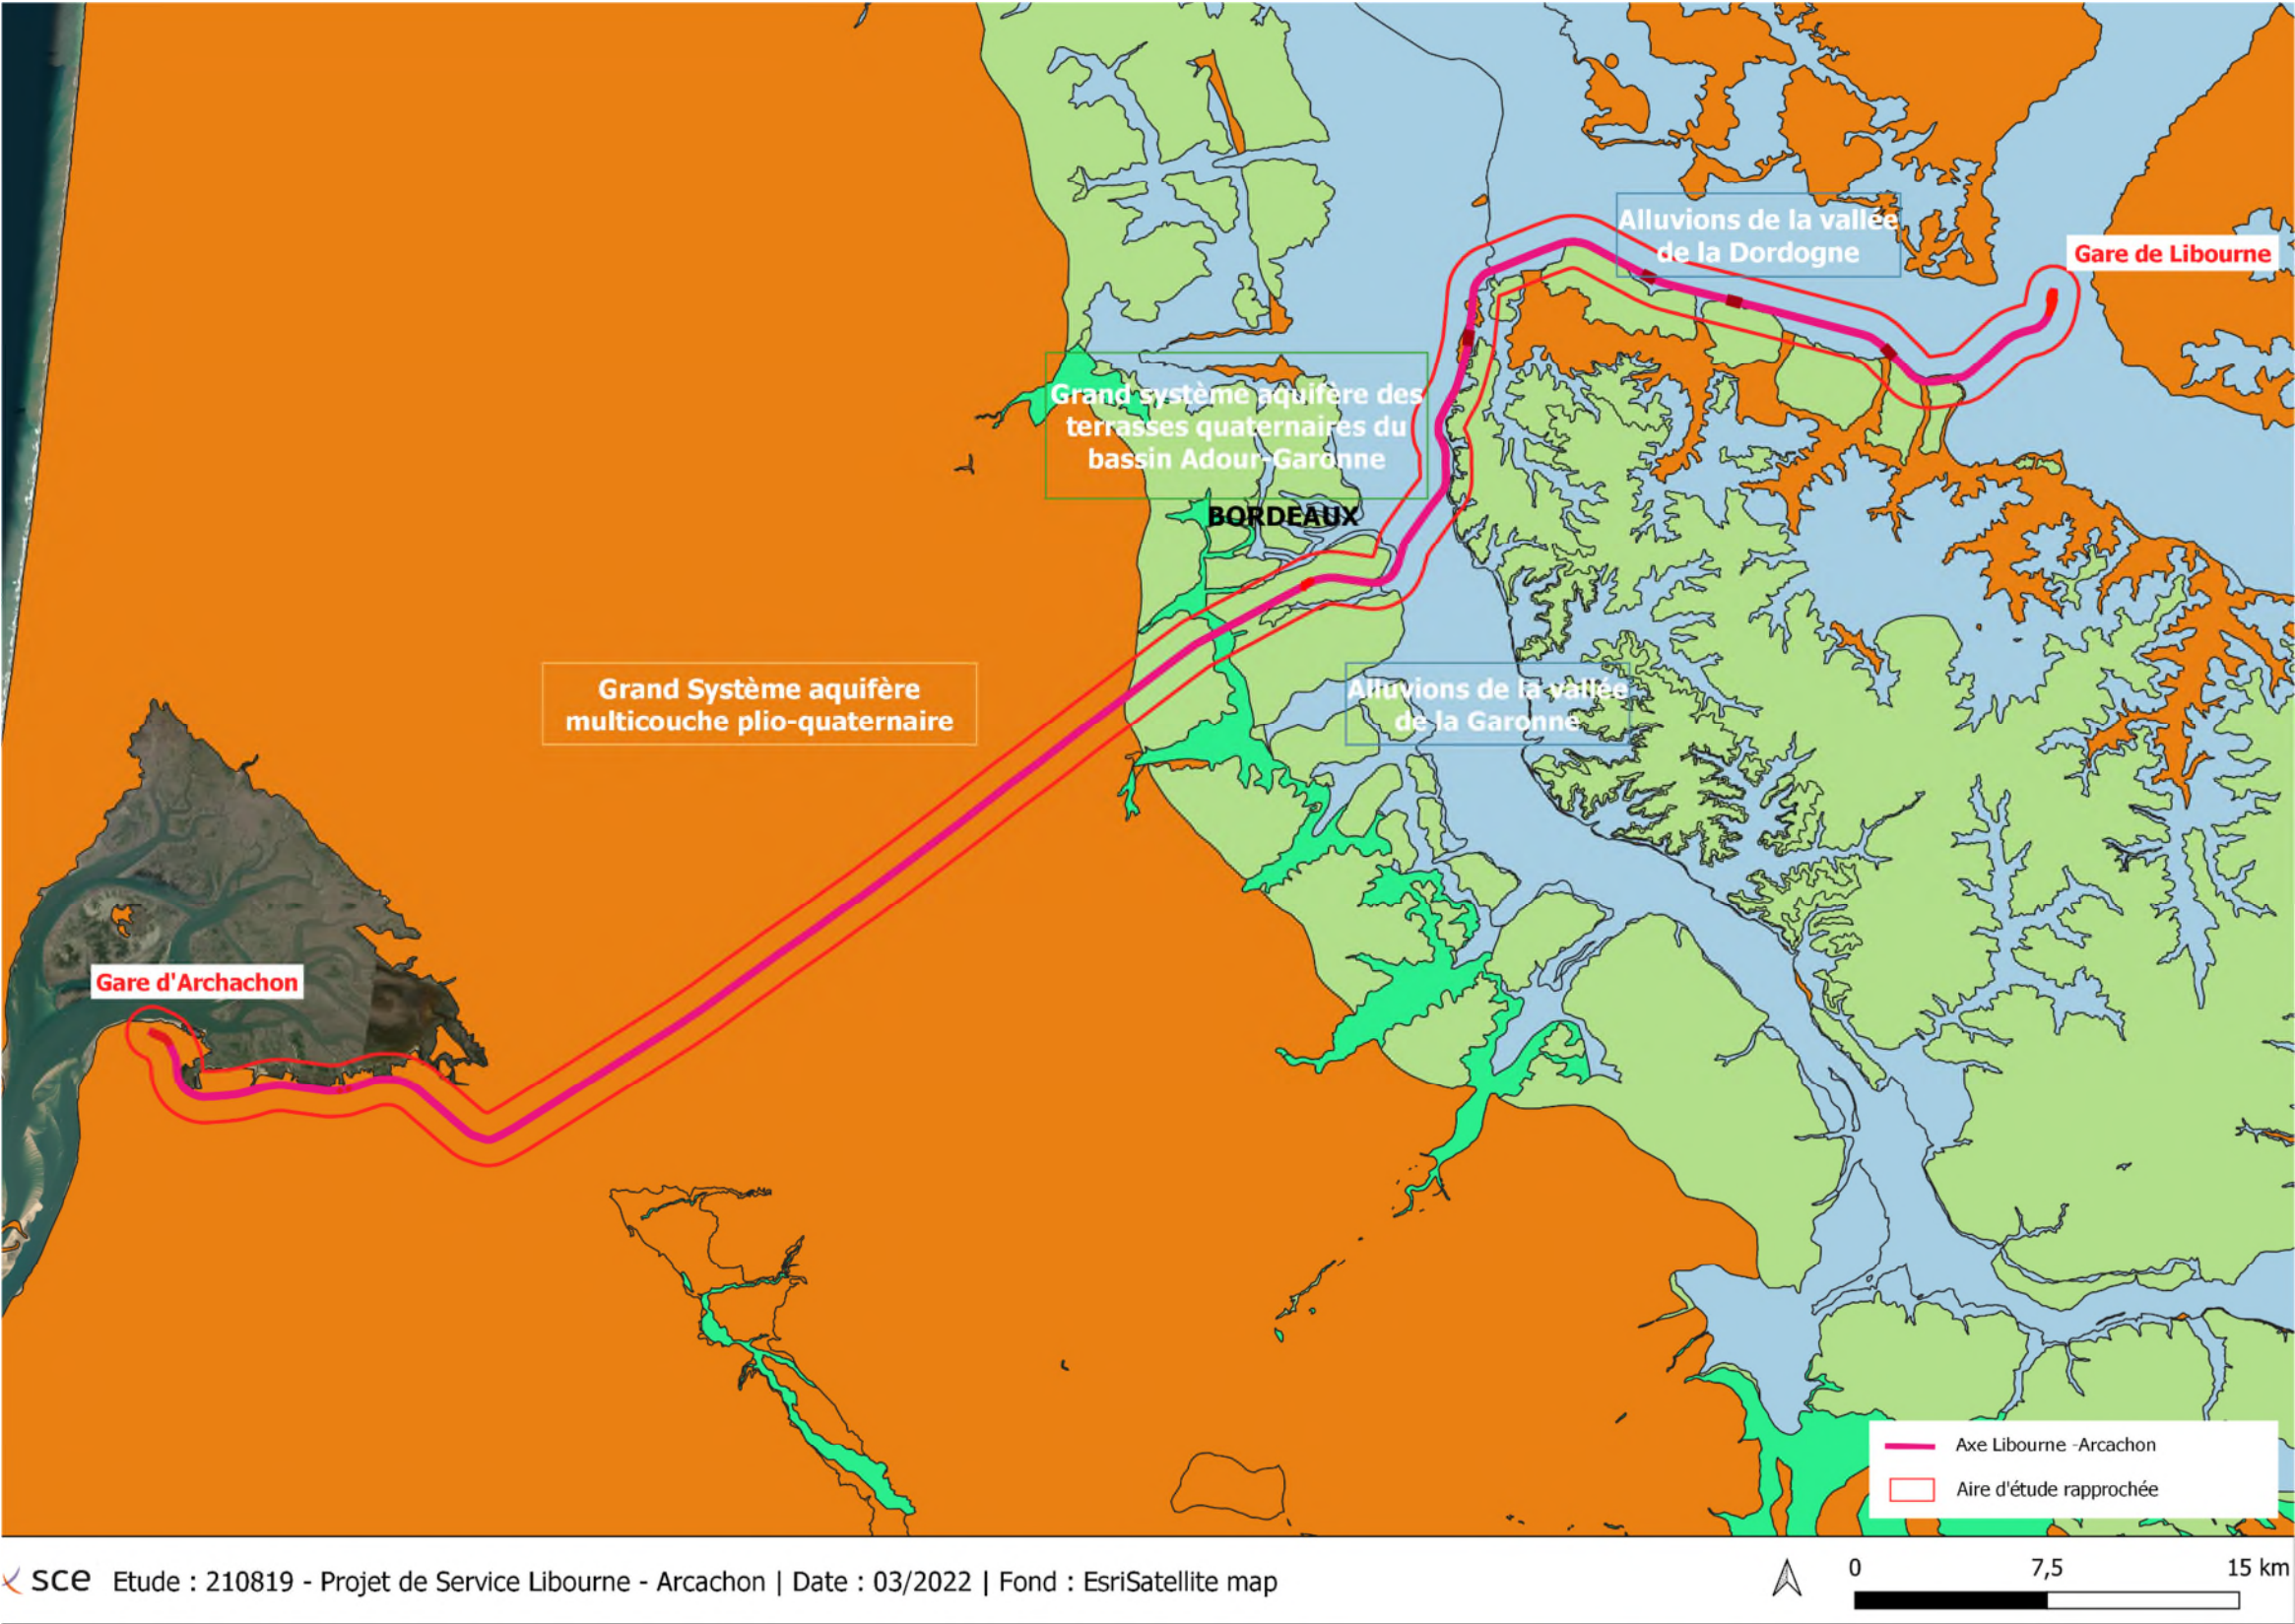 Alluvions de la vallée
de la Dordogne
Gare de Libourne
Grand système aquifère des
terrasses quaternaires du
bassin Adour-Garonne
BORDEAUX
Grand Système aquifère
multicouche plio-quaternaire
Alluvions de la vallée
de la Garonne
Gare d'Archachon
Axe Libourne -Arcachon
Aire d'étude rapprochée
sce Etude : 210819 - Projet de Service Libourne - Arcachon | Date : 03/2022 | Fond : EsriSatellite map
0 7,5 15 km